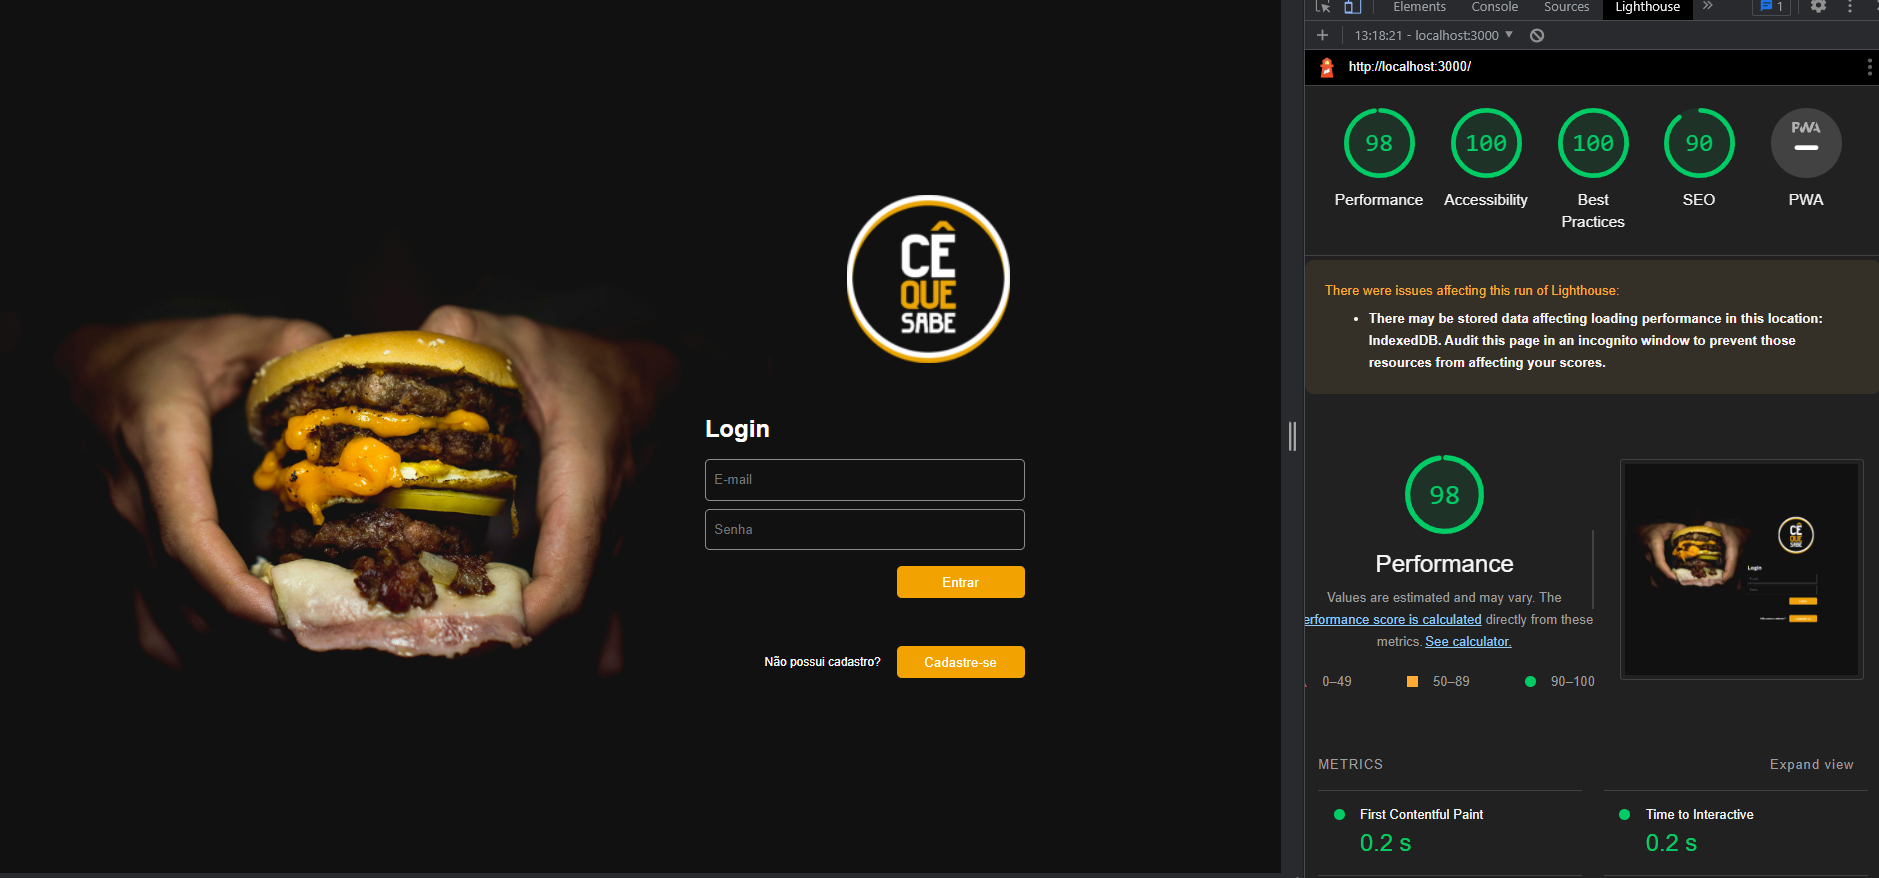 CÊ
QUE
SABE
Login
E-mail
Senha
Entrar
Não possui cadastro?
Cadastre-se
Elements
Console
Sources
Lighthouse
»
1
+
13:18:21 - localhost:3000
http://localhost:3000/
98
100
100
90
PWA
Performance
Accessibility
Best
Practices
SEO
PWA
There were issues affecting this run of Lighthouse:
• There may be stored data affecting loading performance in this location:
IndexedDB. Audit this page in an incognito window to prevent those
resources from affecting your scores.
98
Performance
Values are estimated and may vary. The
erformance score is calculated directly from these
metrics. See calculator.
0–49
50–89
90–100
METRICS
Expand view
First Contentful Paint
0.2 s
Time to Interactive
0.2 s
CÊ
QUE
SABE
Login